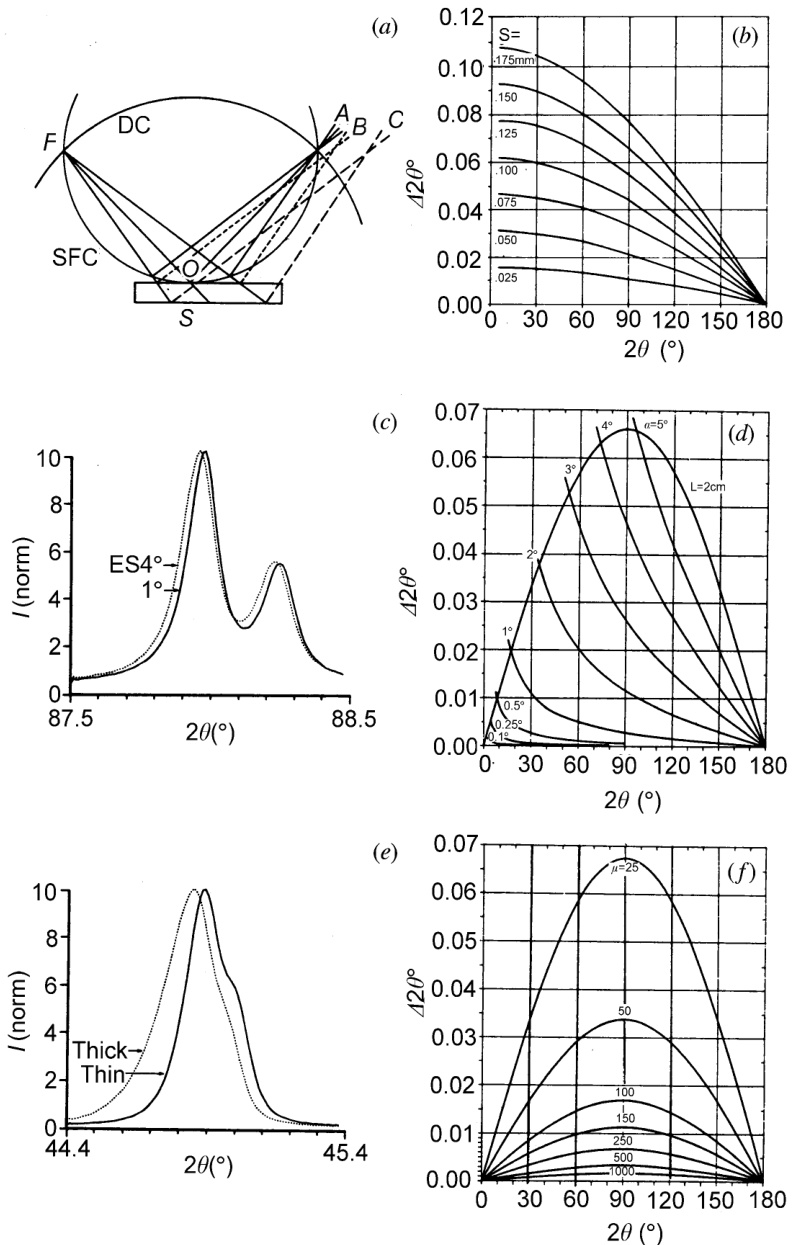 (a)
A
B
C
F
DC
SFC
O
S
(b)
S=
.175mm
.150
.125
.100
.075
.050
.025
0.12
0.10
0.08
0.06
0.04
0.02
0.00
Δ2θ°
0 30 60 90 120 150 180
2θ (°)
(c)
10
8
6
4
2
0
I (norm)
ES4°
1°
87.5 88.5
2θ(°)
(d)
0.07
0.06
0.05
0.04
0.03
0.02
0.01
0.00
Δ2θ°
4°
α=5°
3°
L=2cm
2°
1°
0.5°
0.25°
0.1°
0 30 60 90 120 150 180
2θ (°)
(e)
10
8
6
4
2
0
I (norm)
Thick
Thin
44.4 45.4
2θ(°)
(f)
0.07
0.06
0.05
0.04
0.03
0.02
0.01
0.00
Δ2θ°
μ=25
50
100
150
250
500
1000
0 30 60 90 120 150 180
2θ (°)